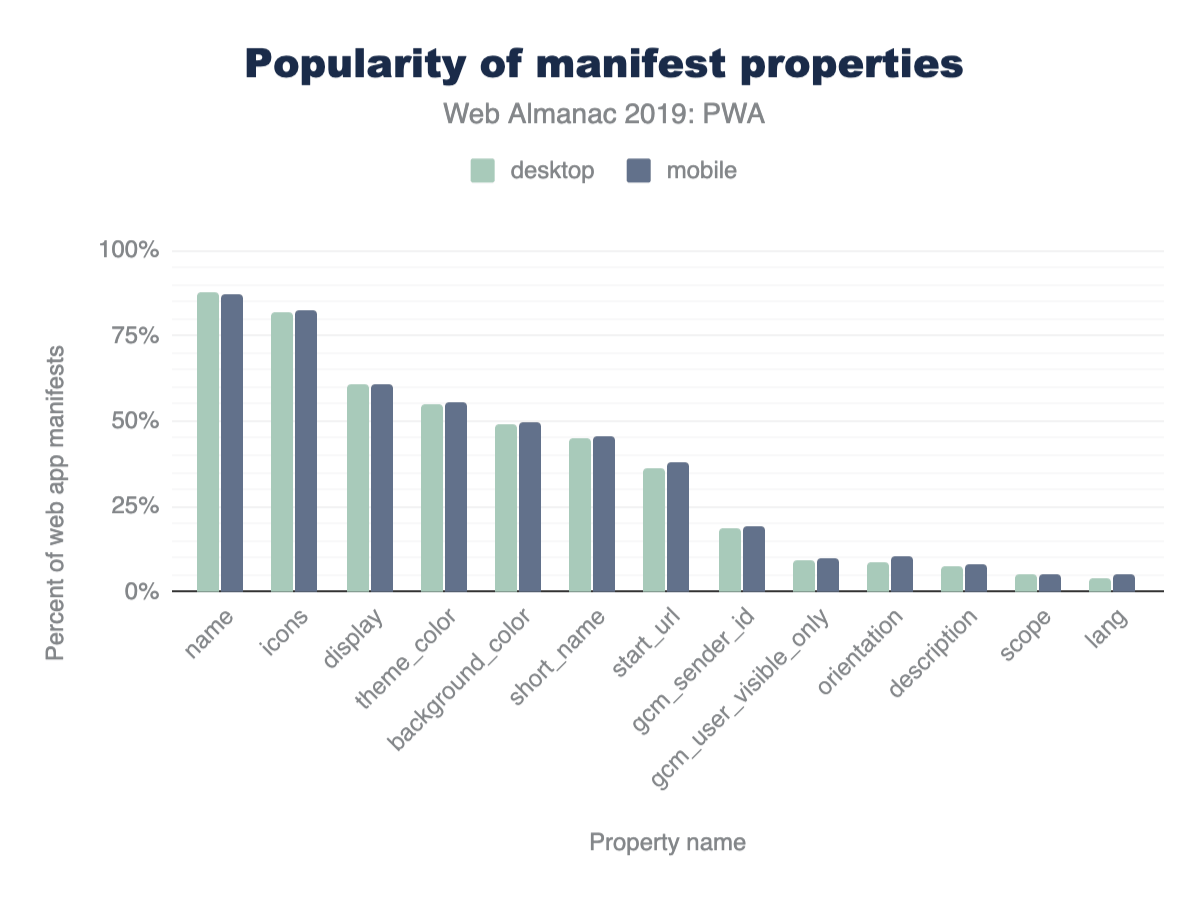 Popularity of manifest properties
Web Almanac 2019: PWA
desktop
mobile
Percent of web app manifests
100%
75%
50%
25%
0%
name
icons
display
theme_color
background_color
short_name
start_url
gcm_sender_id
gcm_user_visible_only
orientation
description
scope
lang
Property name